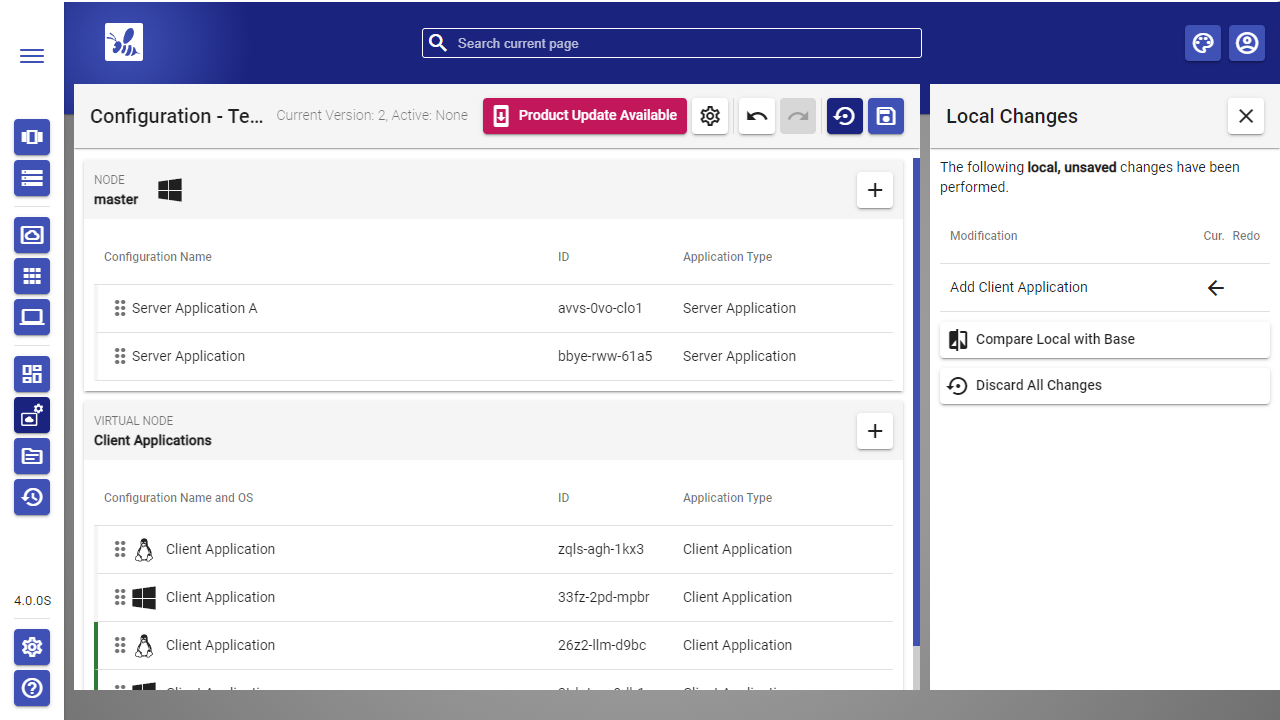 Search current page
Configuration - Te...
Current Version: 2, Active: None
Product Update Available
NODE
master
Configuration Name ID Application Type
Server Application A avvs-0vo-clo1 Server Application
Server Application bbye-rww-61a5 Server Application
VIRTUAL NODE
Client Applications
Configuration Name and OS ID Application Type
Client Application zqls-agh-1kx3 Client Application
Client Application 33fz-2pd-mpbr Client Application
Client Application 26z2-llm-d9bc Client Application
4.0.0S
Local Changes
The following local, unsaved changes have been
performed.
Modification Cur. Redo
Add Client Application
Compare Local with Base
Discard All Changes